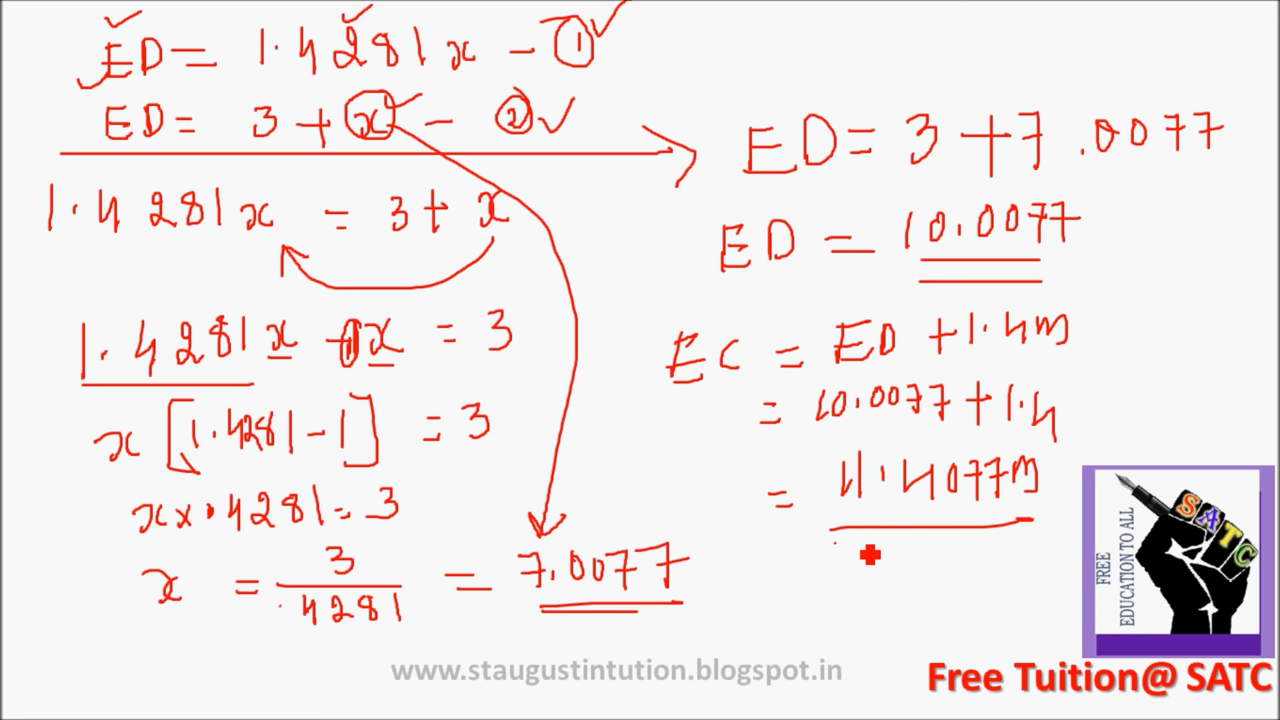 ED = 1.4281x - ①
ED = 3 + x - ②
1.4281x = 3 + x
1.4281x - 1x = 3
x [1.4281 - 1] = 3
x × .4281 = 3
x = 3 / .4281 = 7.0077
ED = 3 + 7.0077
ED = 10.0077
EC = ED + 1.4m
= 10.0077 + 1.4
= 11.4077m
FREE
EDUCATION TO ALL
SATC
www.staugustintution.blogspot.in
Free Tuition@ SATC